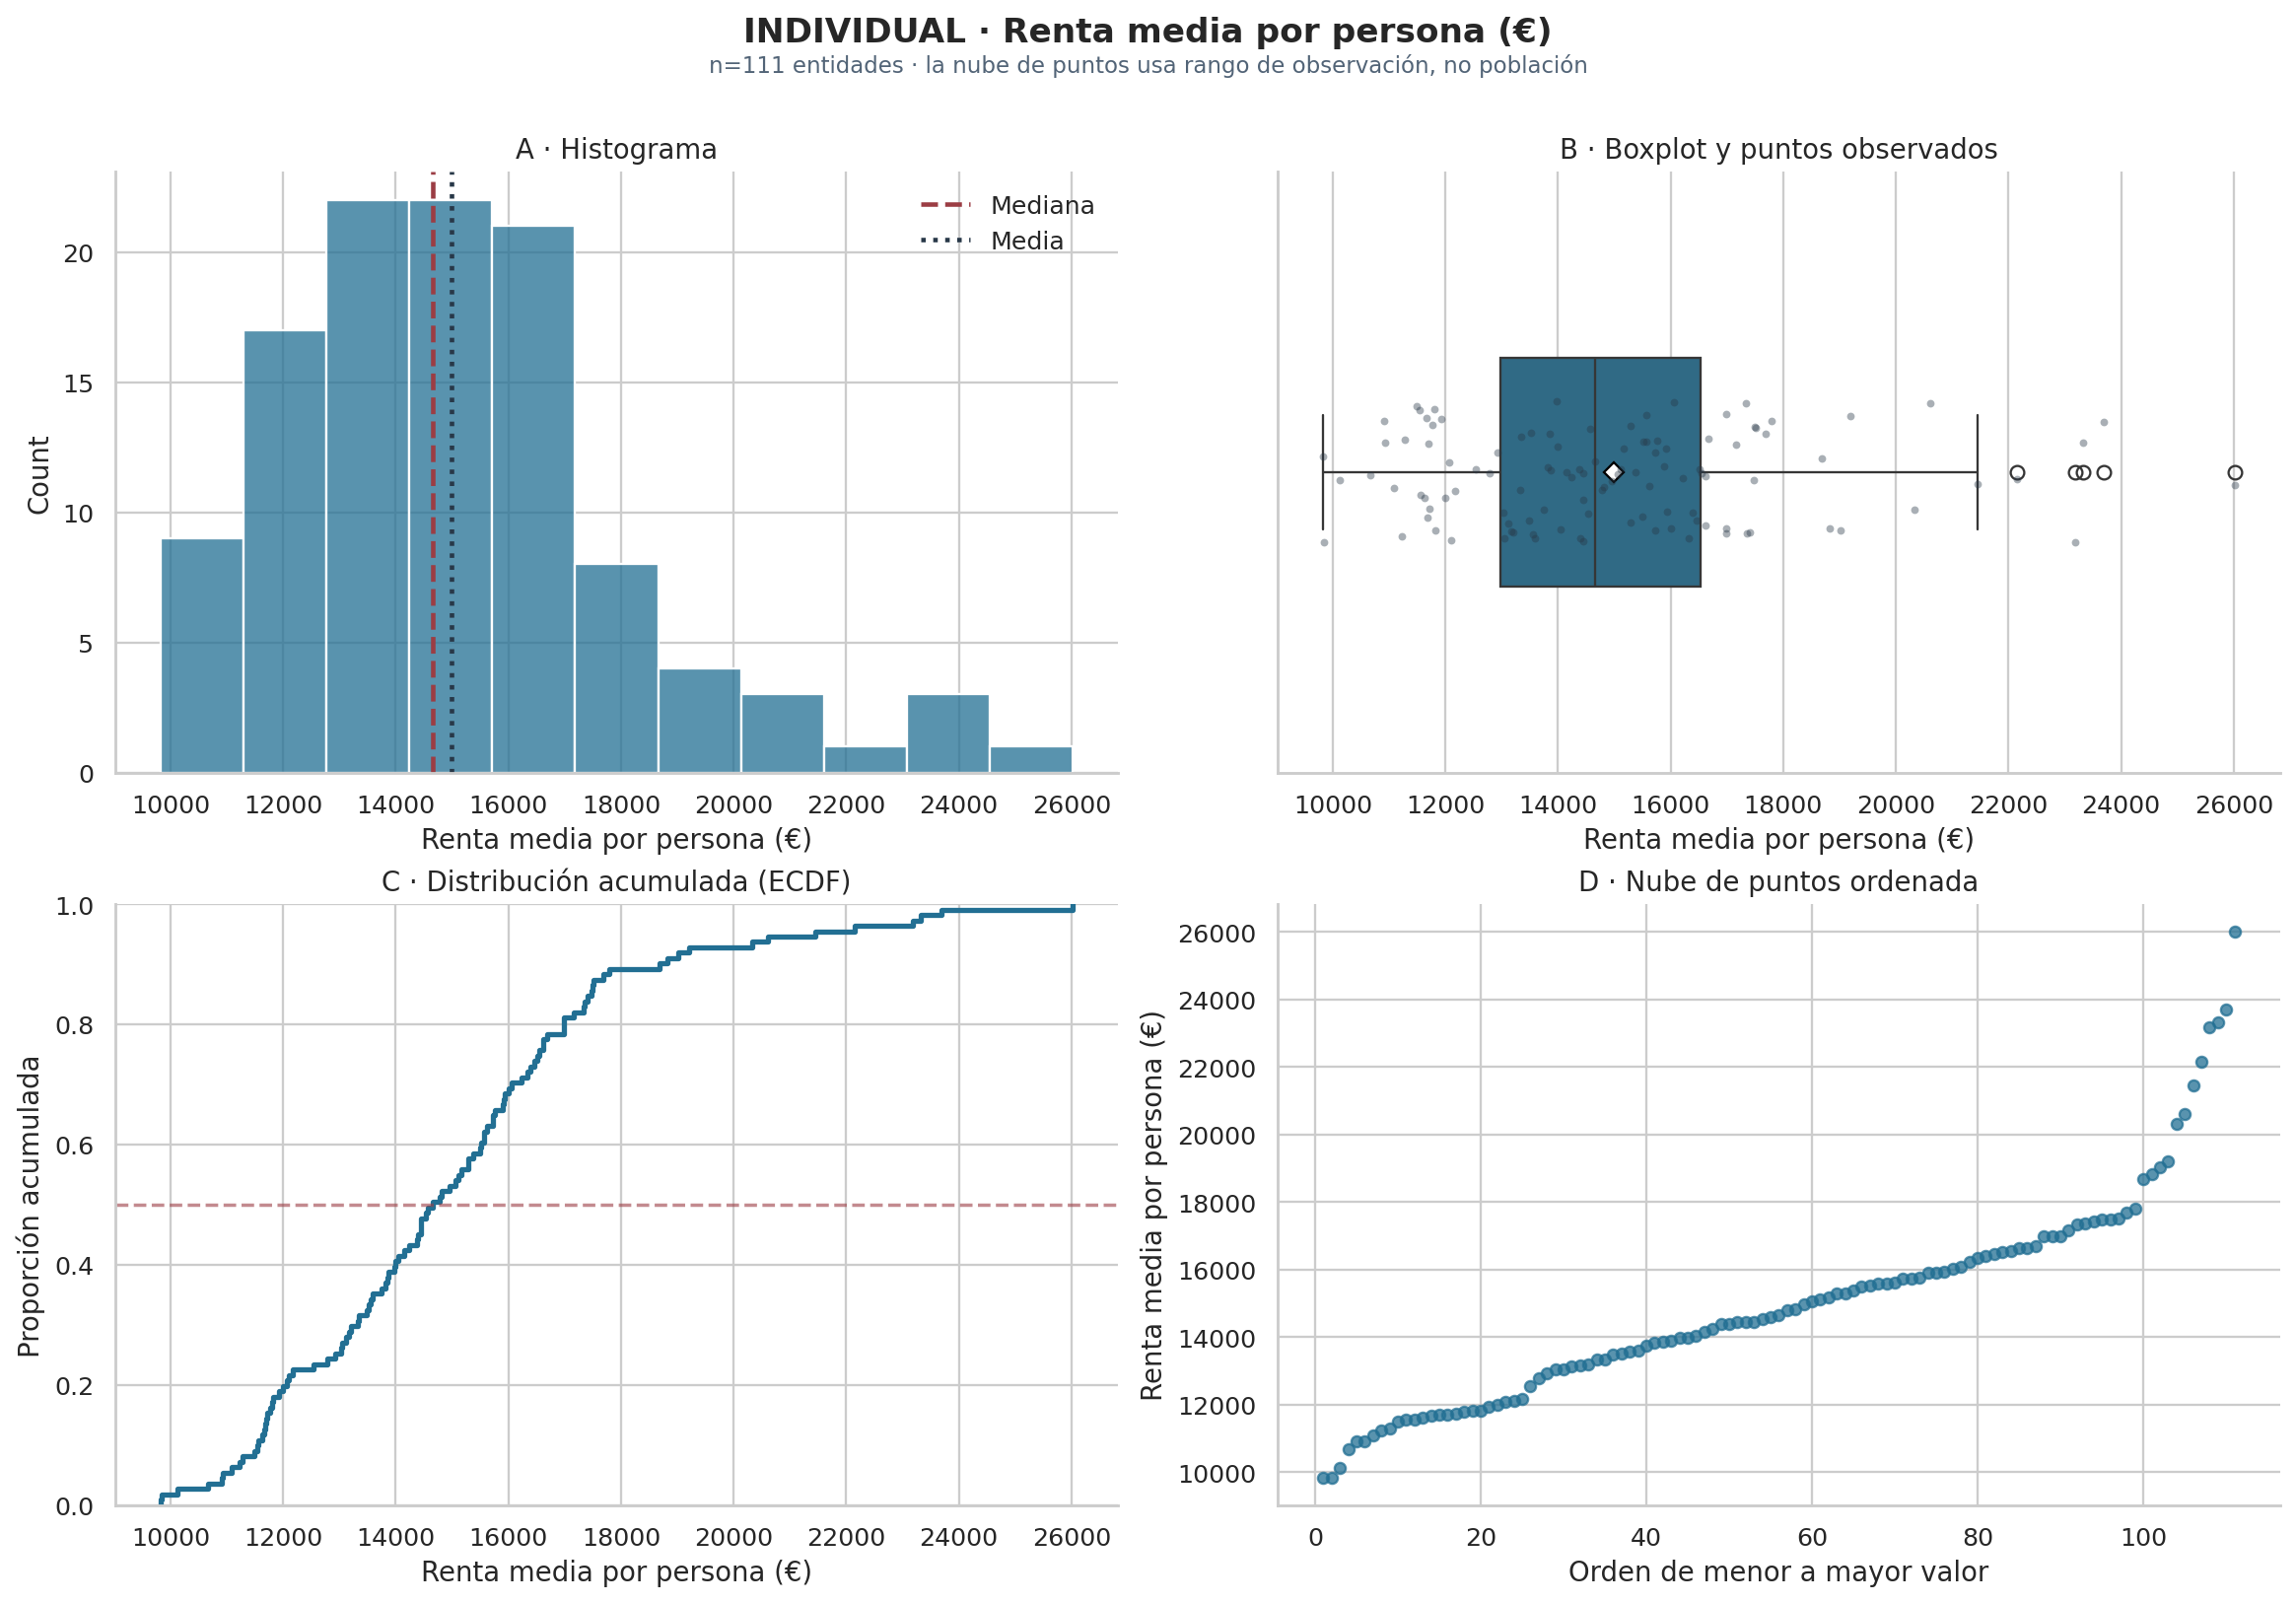 INDIVIDUAL · Renta media por persona (€)
n=111 entidades · la nube de puntos usa rango de observación, no población
A · Histograma
Mediana
Media
Count
20
15
10
5
0
10000 12000 14000 16000 18000 20000 22000 24000 26000
Renta media por persona (€)
B · Boxplot y puntos observados
10000 12000 14000 16000 18000 20000 22000 24000 26000
Renta media por persona (€)
C · Distribución acumulada (ECDF)
Proporción acumulada
1.0
0.8
0.6
0.4
0.2
0.0
10000 12000 14000 16000 18000 20000 22000 24000 26000
Renta media por persona (€)
D · Nube de puntos ordenada
Renta media por persona (€)
26000
24000
22000
20000
18000
16000
14000
12000
10000
0 20 40 60 80 100
Orden de menor a mayor valor